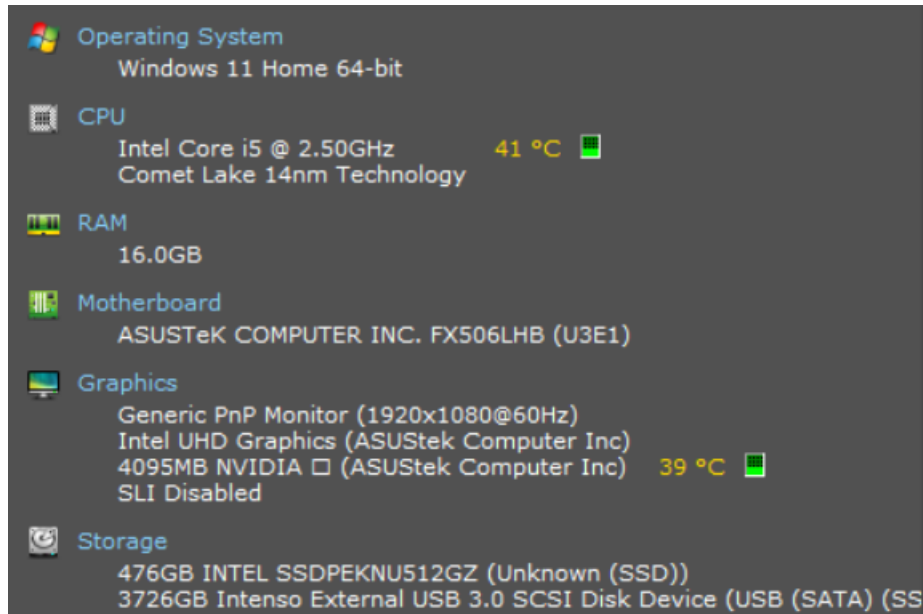 Operating System
Windows 11 Home 64-bit
CPU
Intel Core i5 @ 2.50GHz 41 °C
Comet Lake 14nm Technology
RAM
16.0GB
Motherboard
ASUSTeK COMPUTER INC. FX506LHB (U3E1)
Graphics
Generic PnP Monitor (1920x1080@60Hz)
Intel UHD Graphics (ASUStek Computer Inc)
4095MB NVIDIA □ (ASUStek Computer Inc) 39 °C
SLI Disabled
Storage
476GB INTEL SSDPEKNU512GZ (Unknown (SSD))
3726GB Intenso External USB 3.0 SCSI Disk Device (USB (SATA) (SS